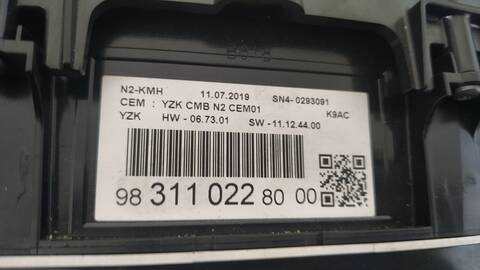 N2-KMH 11.07.2019 SN4-0293091
CEM : YZK CMB N2 CEM01 K9AC
YZK HW - 06.73.01 SW - 11.12.44.00
98 311 022 80 00